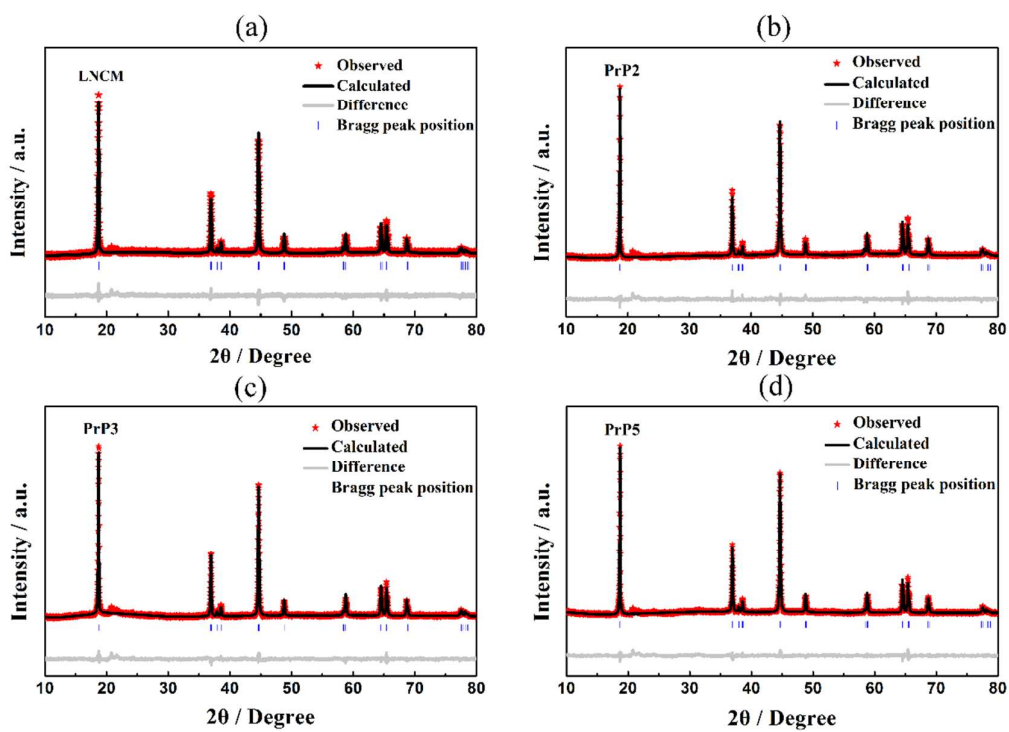 (a)
LNCM
Observed
Calculated
Difference
Bragg peak position
Intensity / a.u.
10 20 30 40 50 60 70 80
2θ / Degree
(b)
PrP2
Observed
Calculated
Difference
Bragg peak position
Intensity / a.u.
10 20 30 40 50 60 70 80
2θ / Degree
(c)
PrP3
Observed
Calculated
Difference
Bragg peak position
Intensity / a.u.
10 20 30 40 50 60 70 80
2θ / Degree
(d)
PrP5
Observed
Calculated
Difference
Bragg peak position
Intensity / a.u.
10 20 30 40 50 60 70 80
2θ / Degree